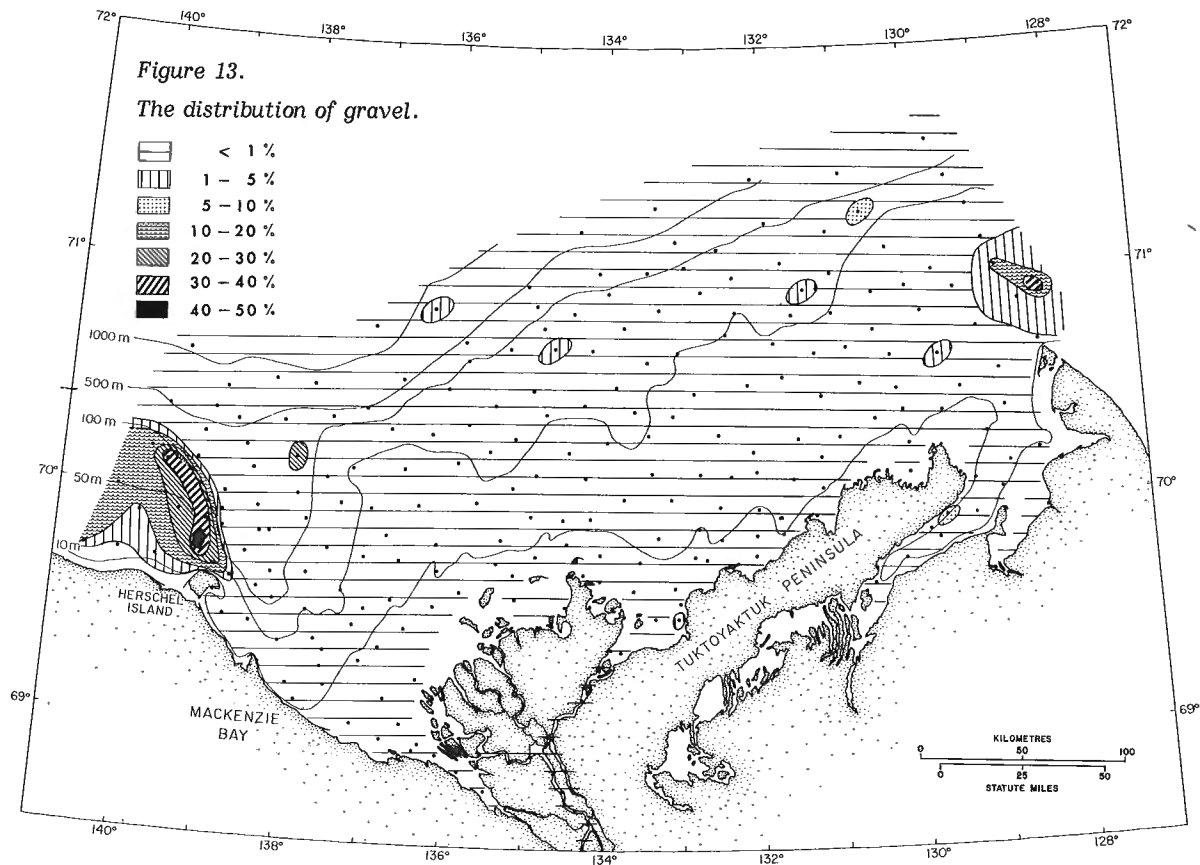 72° 140° 138° 136° 134° 132° 130° 128° 72°
Figure 13.
The distribution of gravel.
< 1 %
1 – 5 %
5 – 10 %
10 – 20 %
20 – 30 %
30 – 40 %
40 – 50 %
71° 71°
1000 m
500 m
100 m
70° 70°
50 m
10 m
HERSCHEL
ISLAND
TUKTOYAKTUK PENINSULA
69° 69°
MACKENZIE
BAY
KILOMETRES
0 50 100
0 25 50
STATUTE MILES
140° 138° 136° 134° 132° 130° 128°